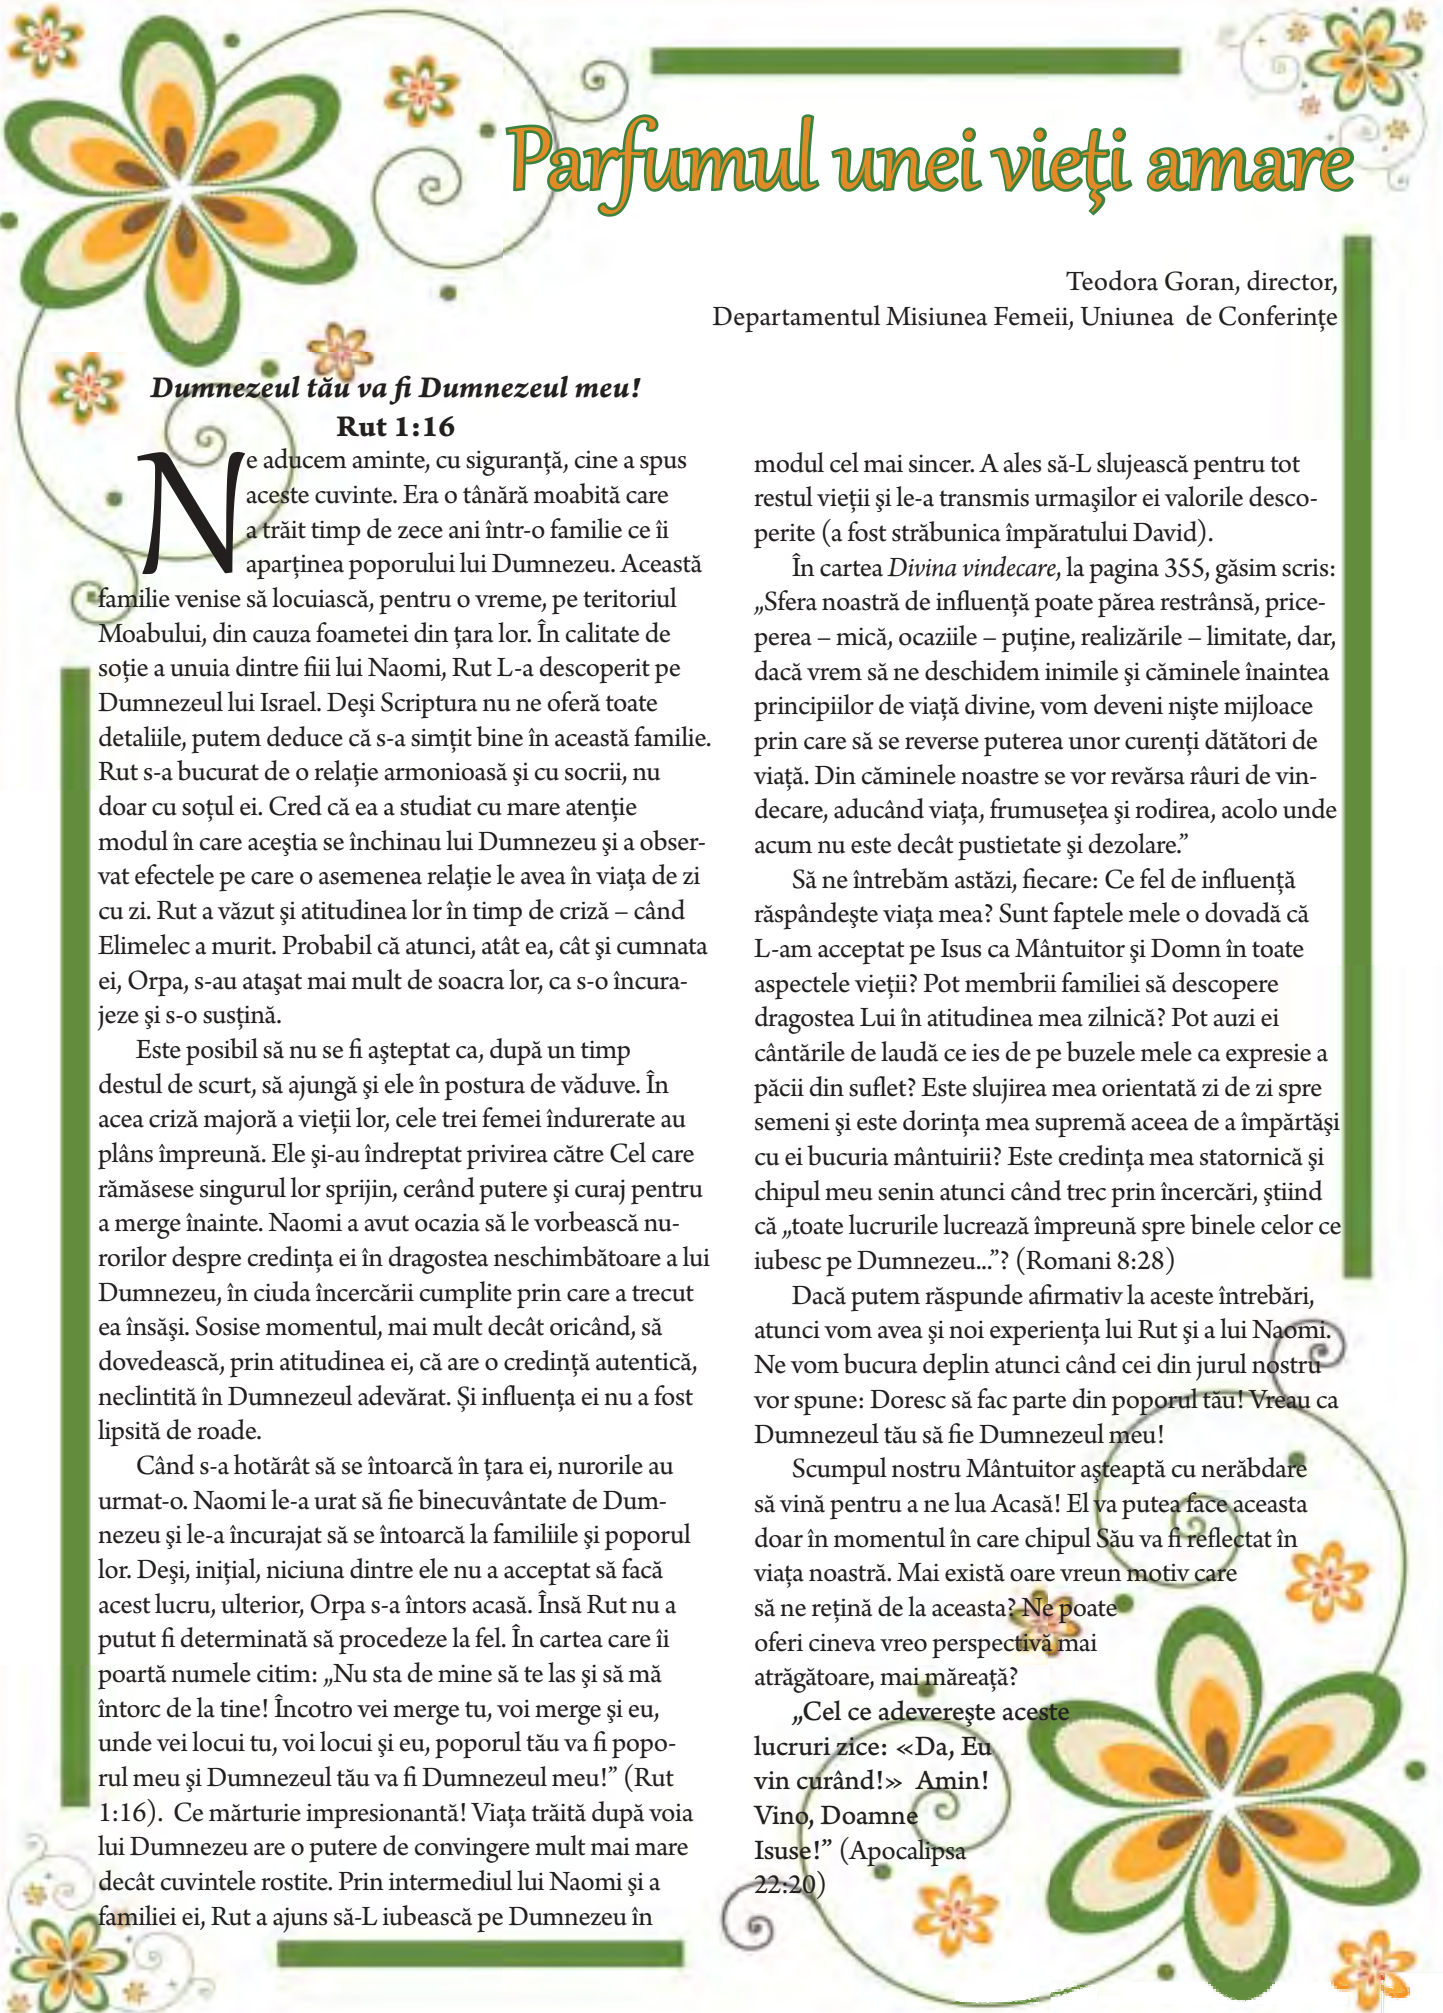 Parfumul unei vieţi amare
Teodora Goran, director,
Departamentul Misiunea Femeii, Uniunea de Conferințe
Dumnezeul tău va fi Dumnezeul meu!
Rut 1:16
Ne aducem aminte, cu siguranță, cine a spus
aceste cuvinte. Era o tânără moabită care
a trăit timp de zece ani într-o familie ce îi
aparținea poporului lui Dumnezeu. Această
familie venise să locuiască, pentru o vreme, pe teritoriul
Moabului, din cauza foametei din țara lor. În calitate de
soție a unuia dintre fiii lui Naomi, Rut L-a descoperit pe
Dumnezeul lui Israel. Deşi Scriptura nu ne oferă toate
detaliile, putem deduce că s-a simțit bine în această familie.
Rut s-a bucurat de o relație armonioasă şi cu socrii, nu
doar cu soțul ei. Cred că ea a studiat cu mare atenție
modul în care aceştia se închinau lui Dumnezeu şi a obser-
vat efectele pe care o asemenea relație le avea în viața de zi
cu zi. Rut a văzut şi atitudinea lor în timp de criză – când
Elimelec a murit. Probabil că atunci, atât ea, cât şi cumnata
ei, Orpa, s-au ataşat mai mult de soacra lor, ca s-o încura-
jeze şi s-o susțină.
Este posibil să nu se fi aşteptat ca, după un timp
destul de scurt, să ajungă şi ele în postura de văduve. În
acea criză majoră a vieții lor, cele trei femei îndurerate au
plâns împreună. Ele şi-au îndreptat privirea către Cel care
rămăsese singurul lor sprijin, cerând putere şi curaj pentru
a merge înainte. Naomi a avut ocazia să le vorbească nu-
rorilor despre credința ei în dragostea neschimbătoare a lui
Dumnezeu, în ciuda încercării cumplite prin care a trecut
ea însăşi. Sosise momentul, mai mult decât oricând, să
dovedească, prin atitudinea ei, că are o credință autentică,
neclintită în Dumnezeul adevărat. Și influența ei nu a fost
lipsită de roade.
Când s-a hotărât să se întoarcă în țara ei, nurorile au
urmat-o. Naomi le-a urat să fie binecuvântate de Dum-
nezeu şi le-a încurajat să se întoarcă la familiile şi poporul
lor. Deşi, inițial, niciuna dintre ele nu a acceptat să facă
acest lucru, ulterior, Orpa s-a întors acasă. Însă Rut nu a
putut fi determinată să procedeze la fel. În cartea care îi
poartă numele citim: „Nu sta de mine să te las şi să mă
întorc de la tine! Încotro vei merge tu, voi merge şi eu,
unde vei locui tu, voi locui şi eu, poporul tău va fi popo-
rul meu şi Dumnezeul tău va fi Dumnezeul meu!” (Rut
1:16). Ce mărturie impresionantă! Viața trăită după voia
lui Dumnezeu are o putere de convingere mult mai mare
decât cuvintele rostite. Prin intermediul lui Naomi şi a
familiei ei, Rut a ajuns să-L iubească pe Dumnezeu în
modul cel mai sincer. A ales să-L slujească pentru tot
restul vieții şi le-a transmis urmaşilor ei valorile desco-
perite (a fost străbunica împăratului David).
În cartea Divina vindecare, la pagina 355, găsim scris:
„Sfera noastră de influență poate părea restrânsă, price-
perea – mică, ocaziile – puține, realizările – limitate, dar,
dacă vrem să ne deschidem inimile şi căminele înaintea
principiilor de viață divine, vom deveni nişte mijloace
prin care să se reverse puterea unor curenți dătători de
viață. Din căminele noastre se vor revărsa râuri de vin-
decare, aducând viața, frumusețea şi rodirea, acolo unde
acum nu este decât pustietate şi dezolare.”
Să ne întrebăm astăzi, fiecare: Ce fel de influență
răspândeşte viața mea? Sunt faptele mele o dovadă că
L-am acceptat pe Isus ca Mântuitor şi Domn în toate
aspectele vieții? Pot membrii familiei să descopere
dragostea Lui în atitudinea mea zilnică? Pot auzi ei
cântările de laudă ce ies de pe buzele mele ca expresie a
păcii din suflet? Este slujirea mea orientată zi de zi spre
semeni şi este dorința mea supremă aceea de a împărtăşi
cu ei bucuria mântuirii? Este credința mea statornică şi
chipul meu senin atunci când trec prin încercări, ştiind
că „toate lucrurile lucrează împreună spre binele celor ce
iubesc pe Dumnezeu...”? (Romani 8:28)
Dacă putem răspunde afirmativ la aceste întrebări,
atunci vom avea şi noi experiența lui Rut şi a lui Naomi.
Ne vom bucura deplin atunci când cei din jurul nostru
vor spune: Doresc să fac parte din poporul tău! Vreau ca
Dumnezeul tău să fie Dumnezeul meu!
Scumpul nostru Mântuitor aşteaptă cu nerăbdare
să vină pentru a ne lua Acasă! El va putea face aceasta
doar în momentul în care chipul Său va fi reflectat în
viața noastră. Mai există oare vreun motiv care
să ne rețină de la aceasta? Ne poate
oferi cineva vreo perspectivă mai
atrăgătoare, mai măreață?
„Cel ce adevereşte aceste
lucruri zice: «Da, Eu
vin curând!» Amin!
Vino, Doamne
Isuse!” (Apocalipsa
22:20)